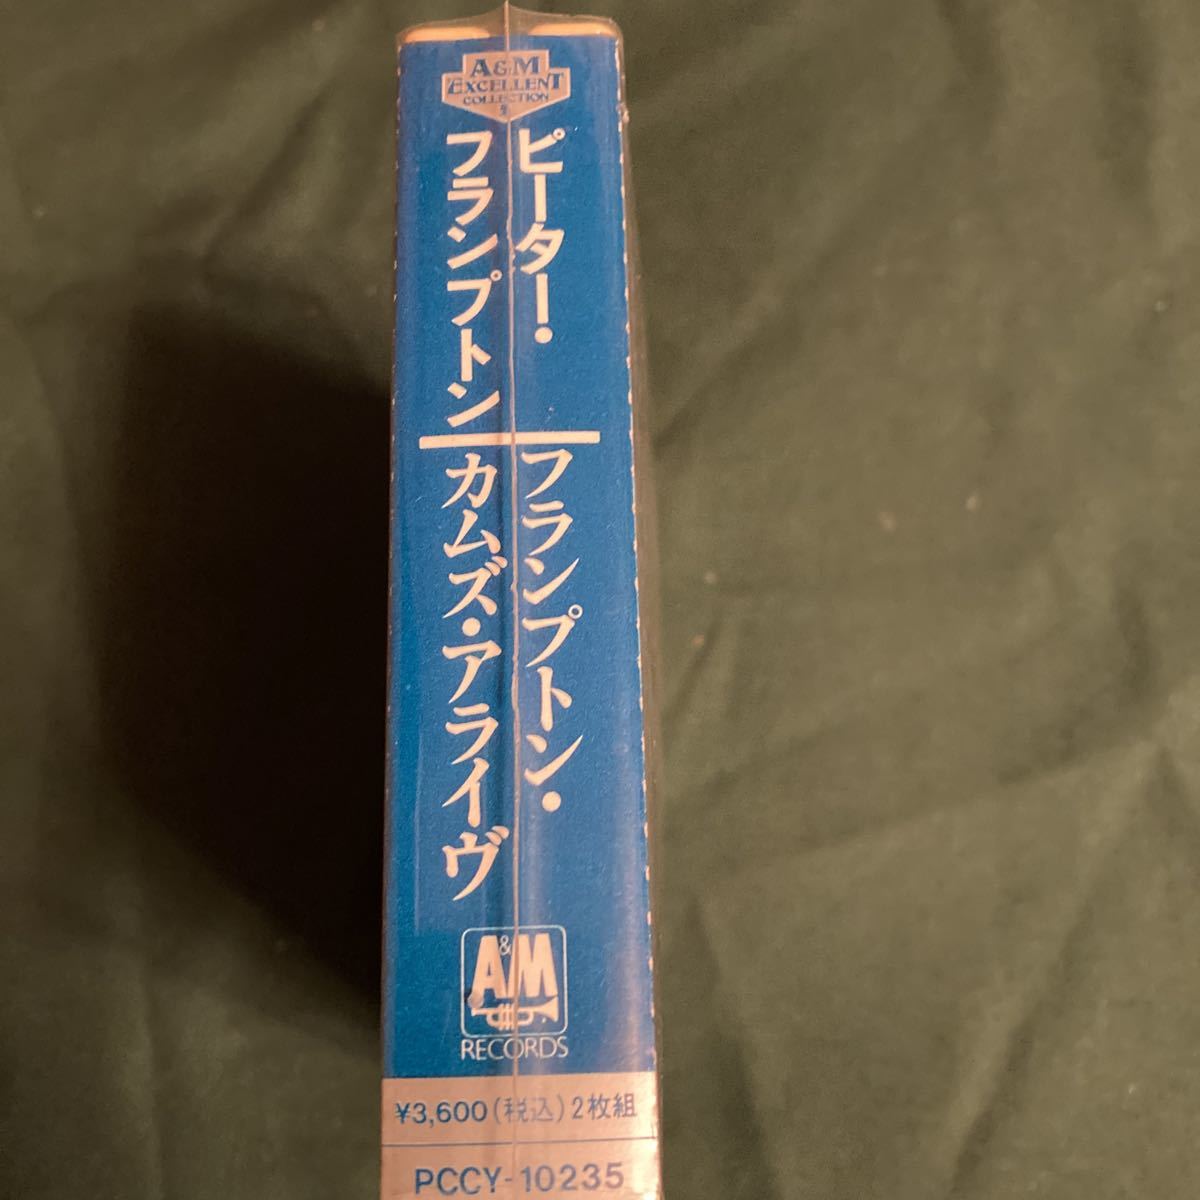 A&M
EXCELLENT
COLLECTION
ピーター・
フランプトン
フランプトン・
カムズ・アライヴ
A&M
RECORDS
¥3,600(税込)2枚組
PCCY-10235